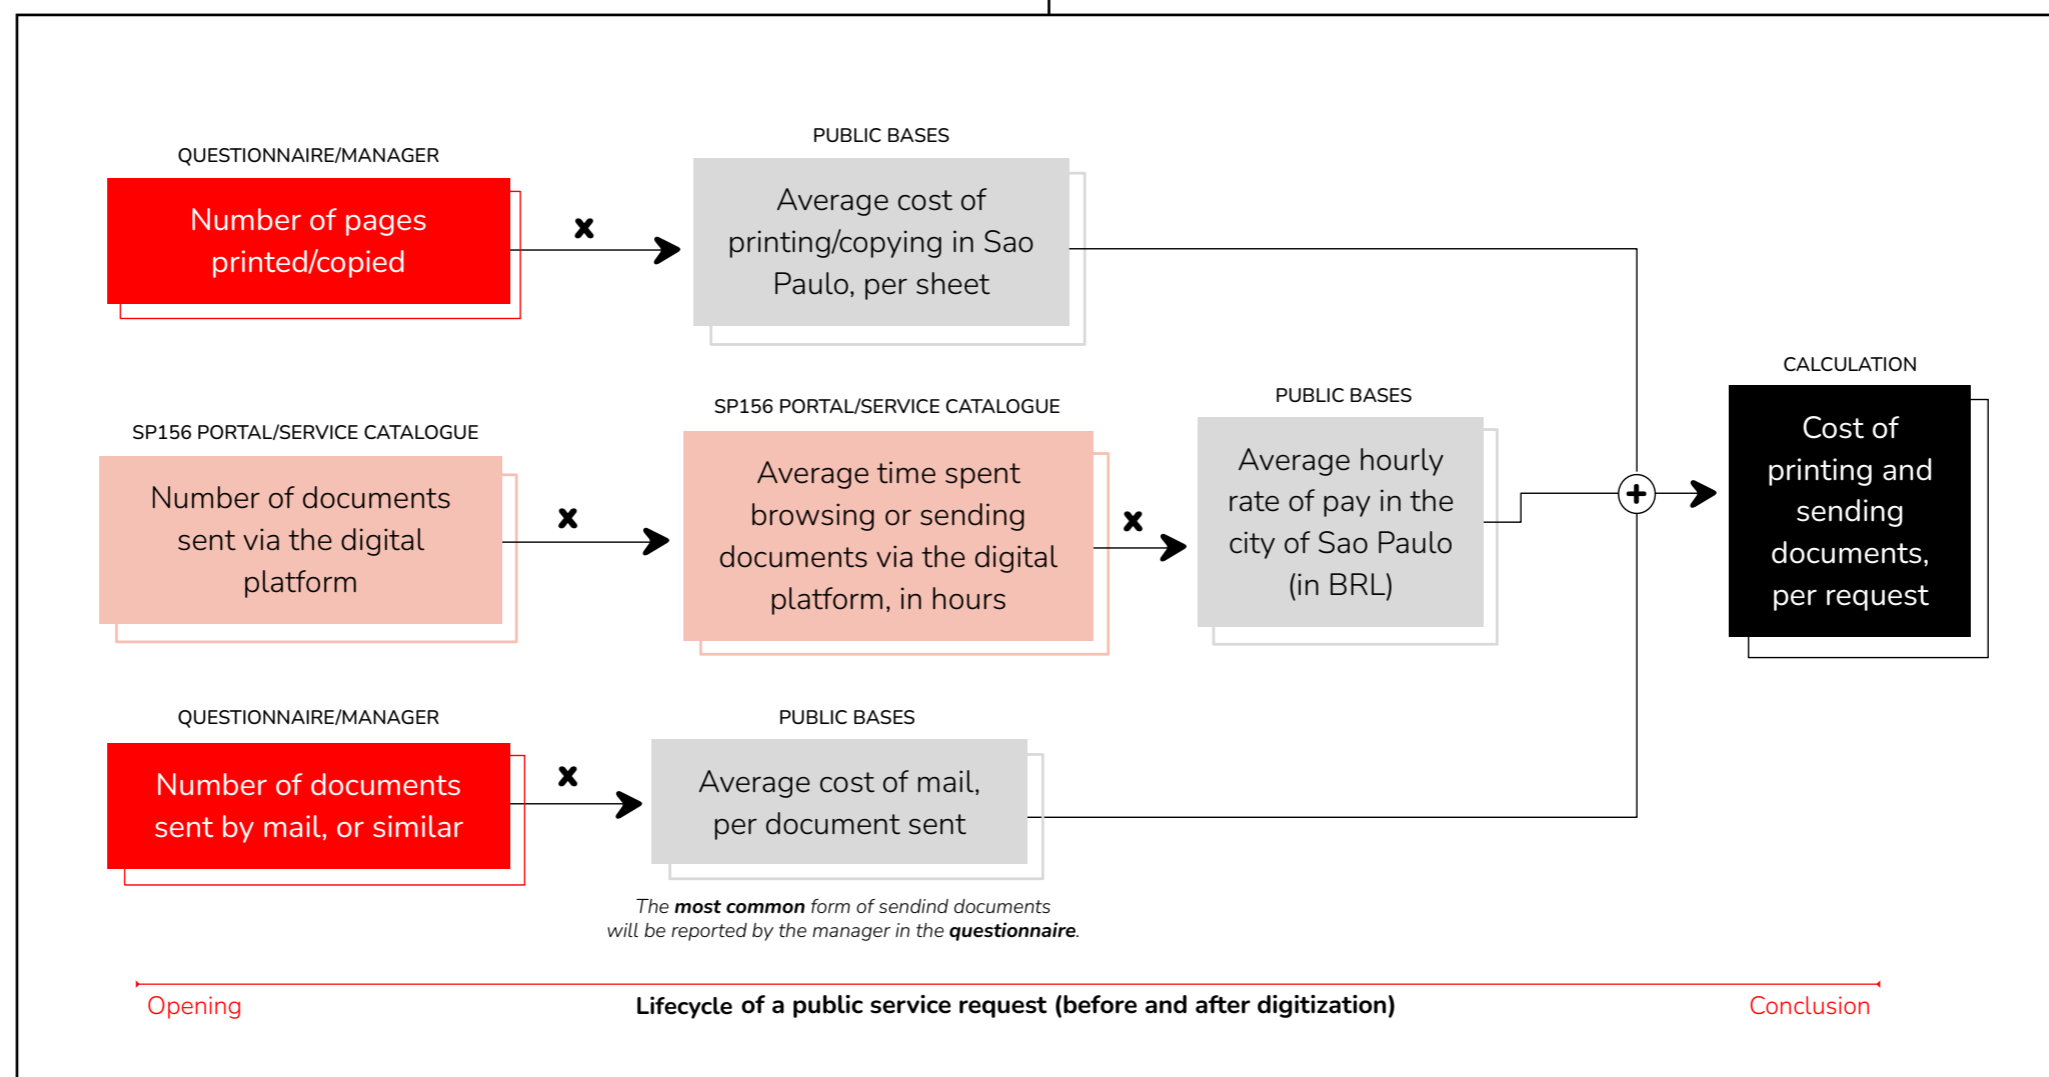 QUESTIONNAIRE/MANAGER
Number of pages
printed/copied
x
PUBLIC BASES
Average cost of
printing/copying in Sao
Paulo, per sheet
SP156 PORTAL/SERVICE CATALOGUE
Number of documents
sent via the digital
platform
x
SP156 PORTAL/SERVICE CATALOGUE
Average time spent
browsing or sending
documents via the digital
platform, in hours
x
PUBLIC BASES
Average hourly
rate of pay in the
city of Sao Paulo
(in BRL)
+
CALCULATION
Cost of
printing and
sending
documents,
per request
QUESTIONNAIRE/MANAGER
Number of documents
sent by mail, or similar
x
PUBLIC BASES
Average cost of mail,
per document sent
The most common form of sendind documents
will be reported by the manager in the questionnaire.
Opening
Lifecycle of a public service request (before and after digitization)
Conclusion